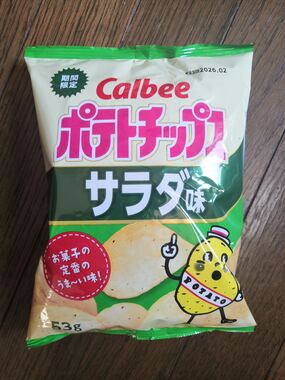 期間
限定
Calbee
ポテトチップス
サラダ味
お菓子の
定番の
うま~い味!
POTATO
53g